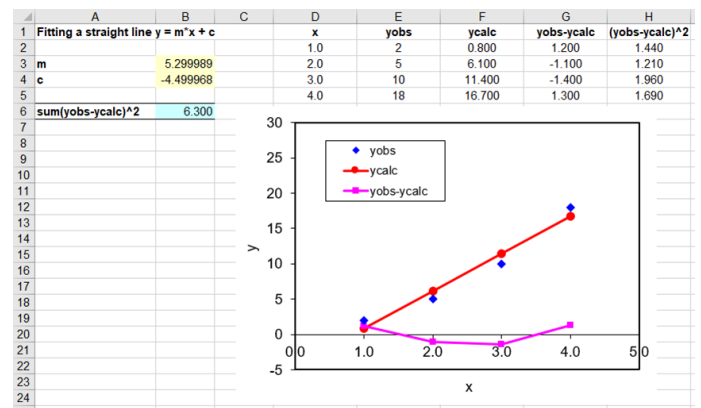 A B C D E F G H
1 Fitting a straight line y = m*x + c x yobs ycalc yobs-ycalc (yobs-ycalc)^2
2 1.0 2 0.800 1.200 1.440
3 m 5.299989 2.0 5 6.100 -1.100 1.210
4 c -4.499968 3.0 10 11.400 -1.400 1.960
5 4.0 18 16.700 1.300 1.690
6 sum(yobs-ycalc)^2 6.300
7
8
9
10
11
12
13
14
15
16
17
18
19
20
21
22
23
24
30
25
20
15
10
5
0
-5
y
yobs
ycalc
yobs-ycalc
0.0 1.0 2.0 3.0 4.0 5.0
x